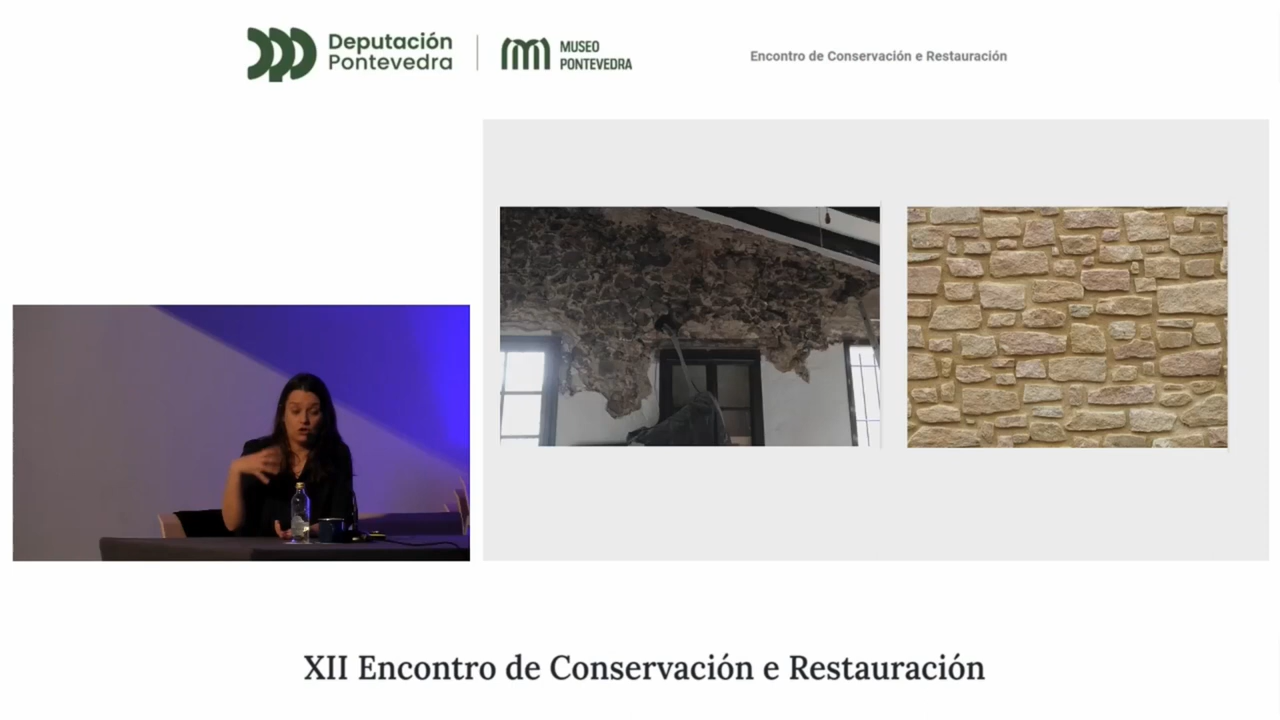 Deputación
Pontevedra
MUSEO
PONTEVEDRA
Encontro de Conservación e Restauración
XII Encontro de Conservación e Restauración